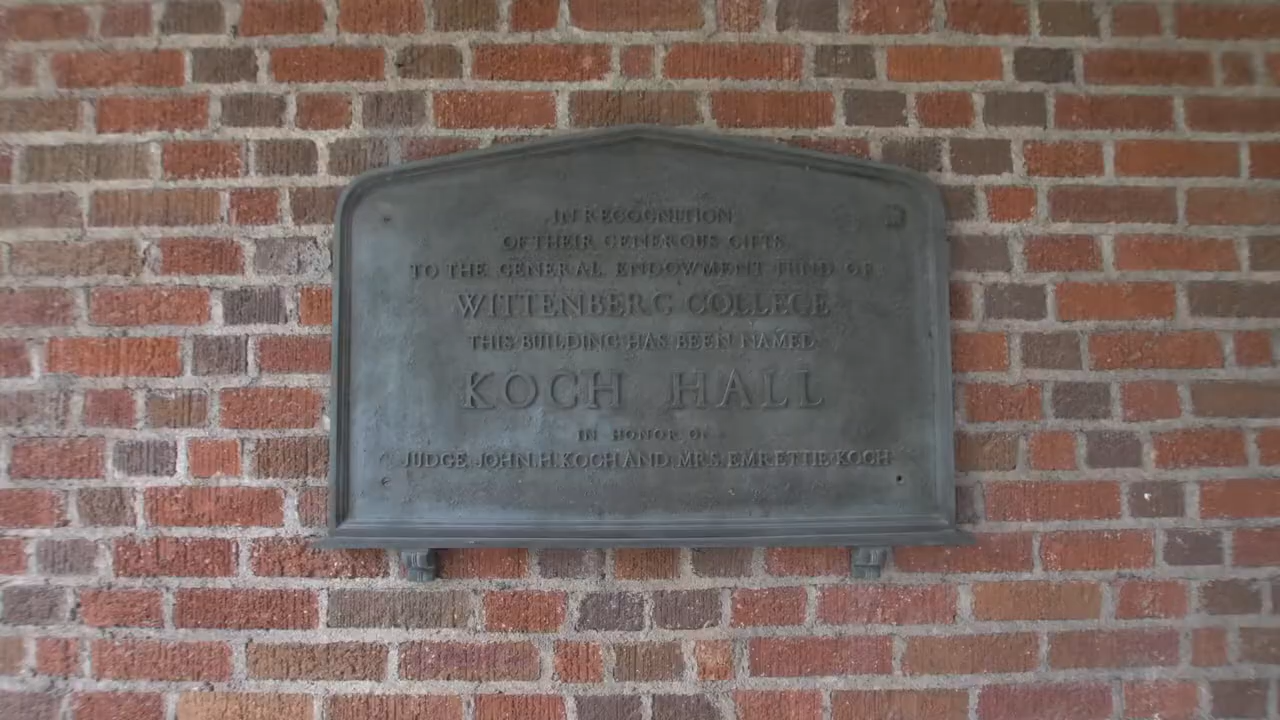 IN RECOGNITION
OF THEIR GENEROUS GIFTS
TO THE GENERAL ENDOWMENT FUND OF
WITTENBERG COLLEGE
THIS BUILDING HAS BEEN NAMED
KOCH HALL
IN HONOR OF
JUDGE JOHN H. KOCH AND MRS. EMRETTIE KOCH